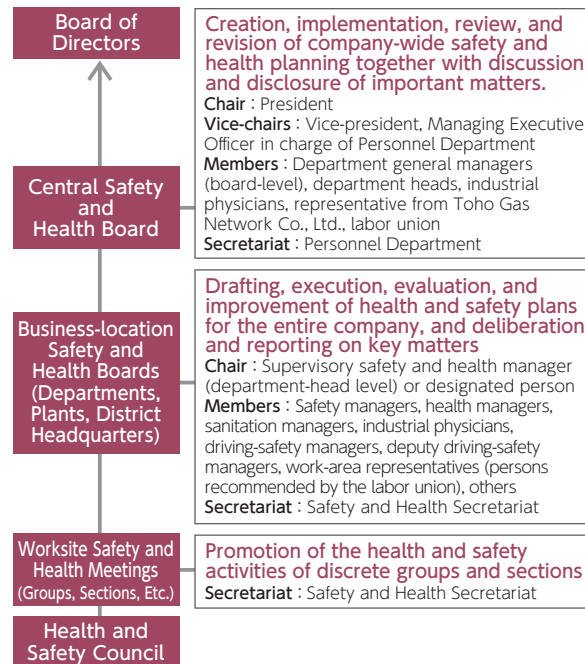 Board of
Directors
Creation, implementation, review, and
revision of company-wide safety and
health planning together with discussion
and disclosure of important matters.
Chair : President
Vice-chairs : Vice-president, Managing Executive
Officer in charge of Personnel Department
Members : Department general managers
(board-level), department heads, industrial
physicians, representative from Toho Gas
Network Co., Ltd., labor union
Secretariat : Personnel Department
Central Safety
and
Health Board
Drafting, execution, evaluation, and
improvement of health and safety plans
for the entire company, and deliberation
and reporting on key matters
Chair : Supervisory safety and health manager
(department-head level) or designated person
Members : Safety managers, health managers,
sanitation managers, industrial physicians,
driving-safety managers, deputy driving-safety
managers, work-area representatives (persons
recommended by the labor union), others
Secretariat : Safety and Health Secretariat
Business-location
Safety and
Health Boards
(Departments,
Plants, District
Headquarters)
Worksite Safety and
Health Meetings
(Groups, Sections, Etc.)
Promotion of the health and safety
activities of discrete groups and sections
Secretariat : Safety and Health Secretariat
Health and
Safety Council